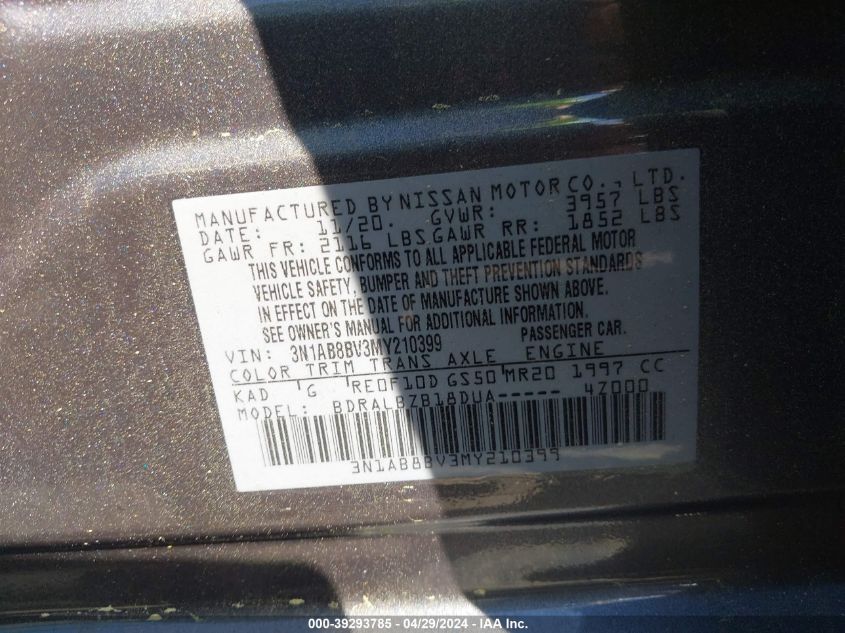 MANUFACTURED BY NISSAN MOTOR CO., LTD.
DATE: 11/20. GVWR: 3957 LBS
GAWR FR: 2116 LBS GAWR RR: 1852 LBS
THIS VEHICLE CONFORMS TO ALL APPLICABLE FEDERAL MOTOR
VEHICLE SAFETY, BUMPER AND THEFT PREVENTION STANDARDS
IN EFFECT ON THE DATE OF MANUFACTURE SHOWN ABOVE.
SEE OWNER'S MANUAL FOR ADDITIONAL INFORMATION.
VIN: 3N1AB8BV3MY210399 PASSENGER CAR.
COLOR TRIM TRANS AXLE ENGINE
KAD G RE0F10D GS50 MR20 1997 CC
MODEL: BDRALBZB18DUA----- 4Z000
3N1AB8BV3MY210399
000-39293785 - 04/29/2024 - IAA Inc.